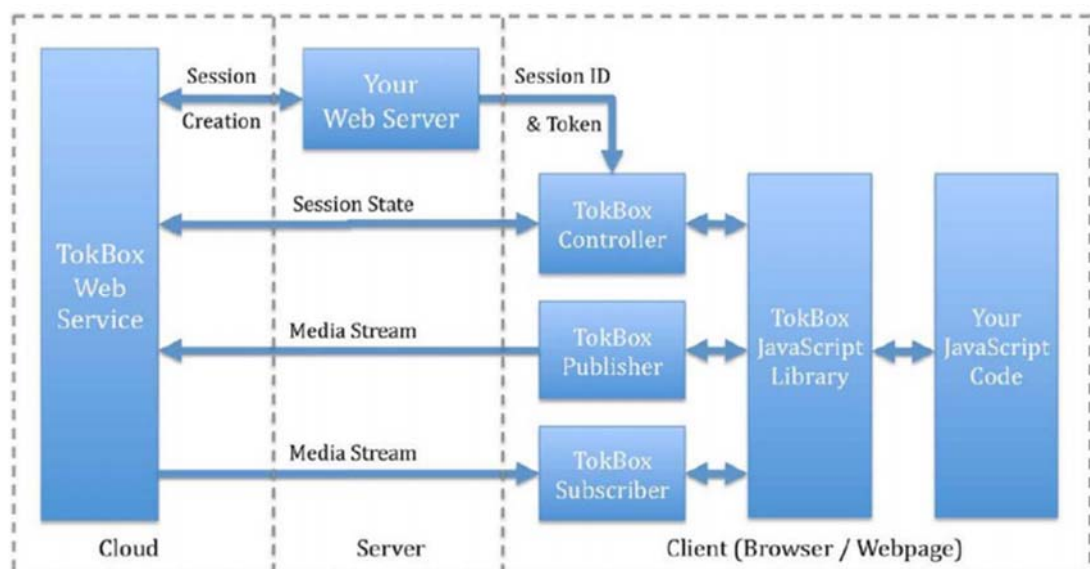 Session
Creation
Your
Web Server
Session ID
& Token
Session State
TokBox
Controller
TokBox
Web
Service
Media Stream
TokBox
Publisher
TokBox
JavaScript
Library
Your
JavaScript
Code
Media Stream
TokBox
Subscriber
Cloud
Server
Client (Browser / Webpage)